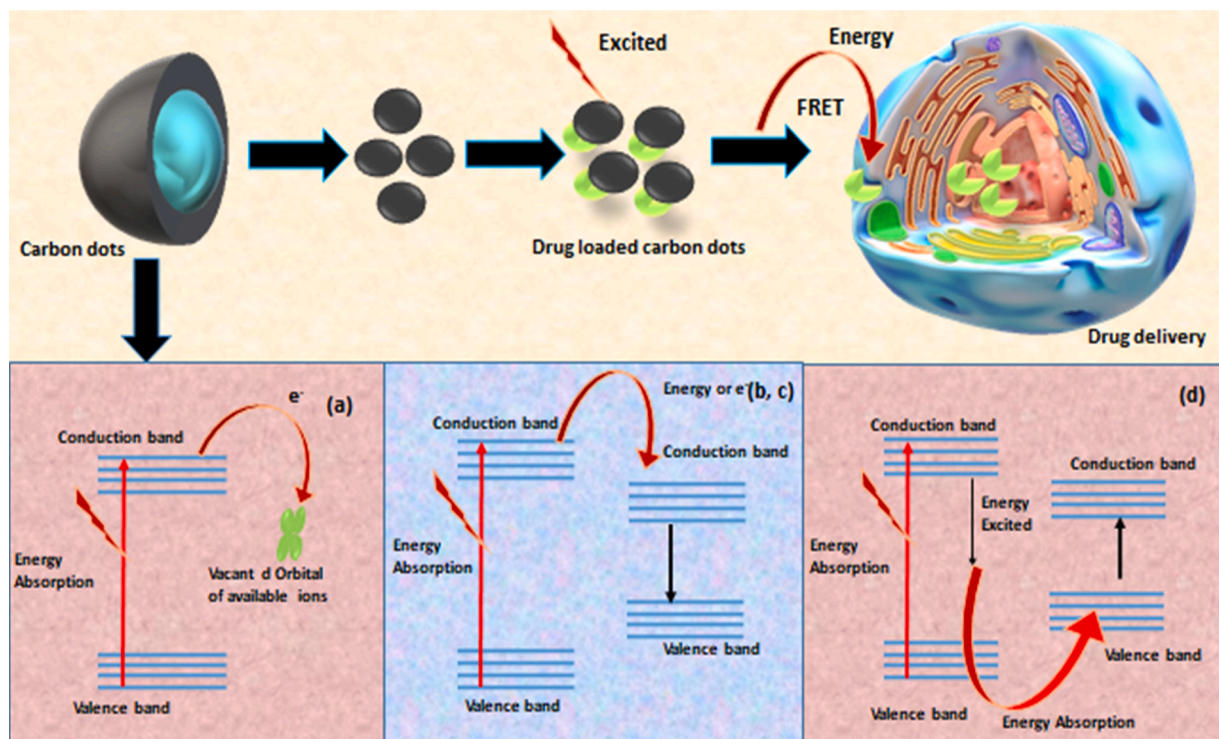 Excited
Energy
FRET
Carbon dots
Drug loaded carbon dots
Drug delivery
e-
(a)
Conduction band
Energy
Absorption
Vacant d Orbital
of available ions
Valence band
Energy or e-
(b, c)
Conduction band
Conduction band
Energy
Absorption
Valence band
Valence band
(d)
Conduction band
Conduction band
Energy
Excited
Energy
Absorption
Valence band
Valence band
Energy Absorption